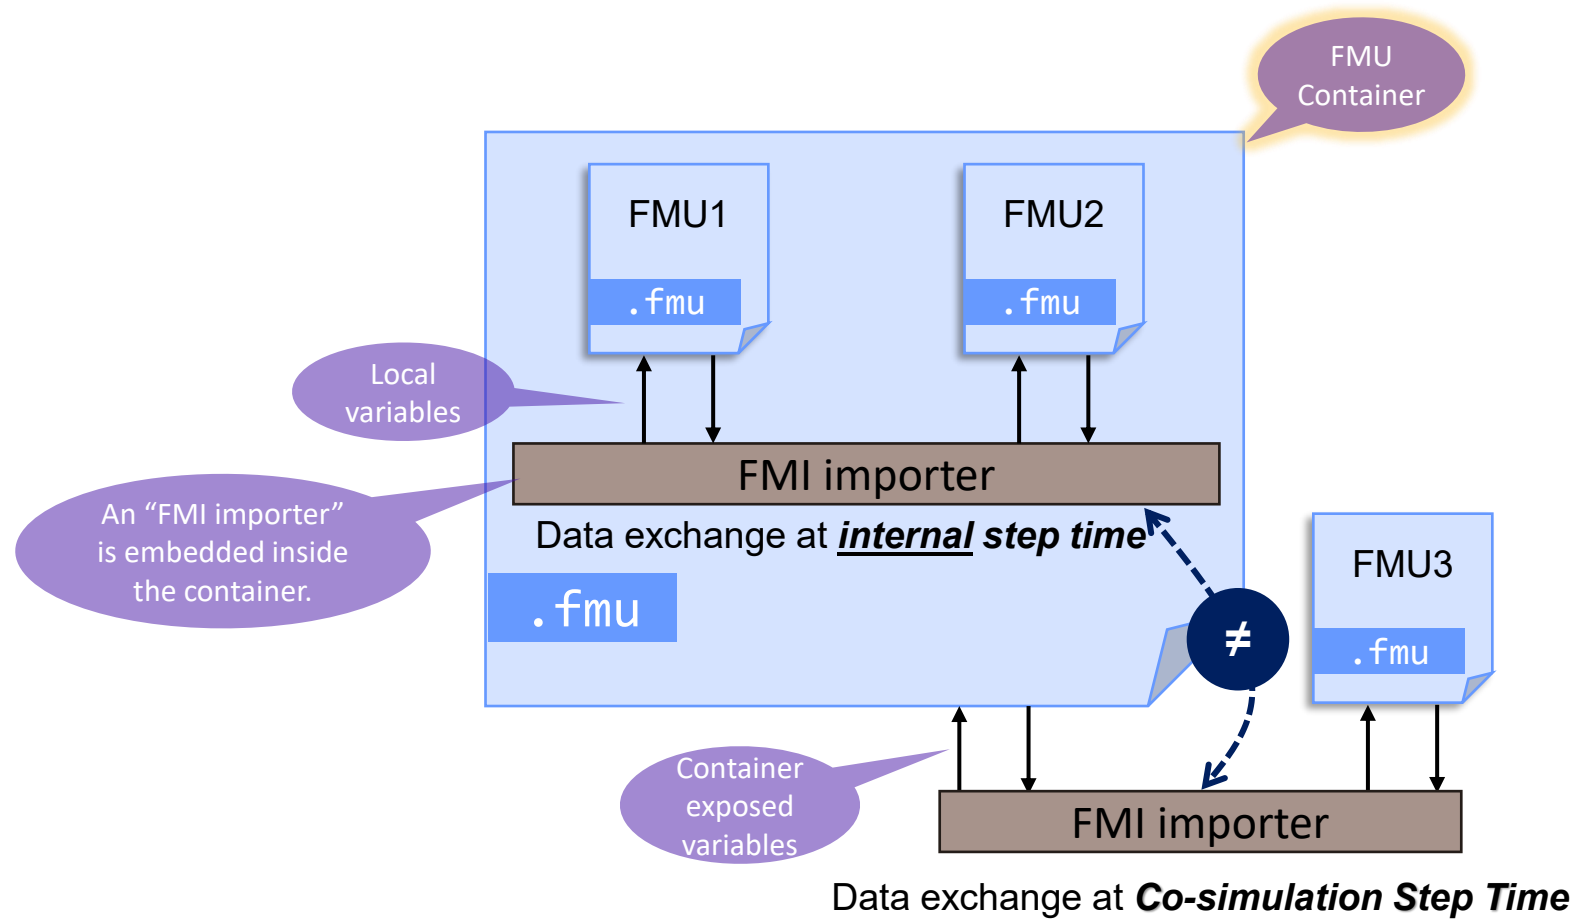 FMU
Container
FMU1
.fmu
FMU2
.fmu
Local
variables
FMI importer
An “FMI importer”
is embedded inside
the container.
Data exchange at internal step time
.fmu
≠
FMU3
.fmu
Container
exposed
variables
FMI importer
Data exchange at Co-simulation Step Time